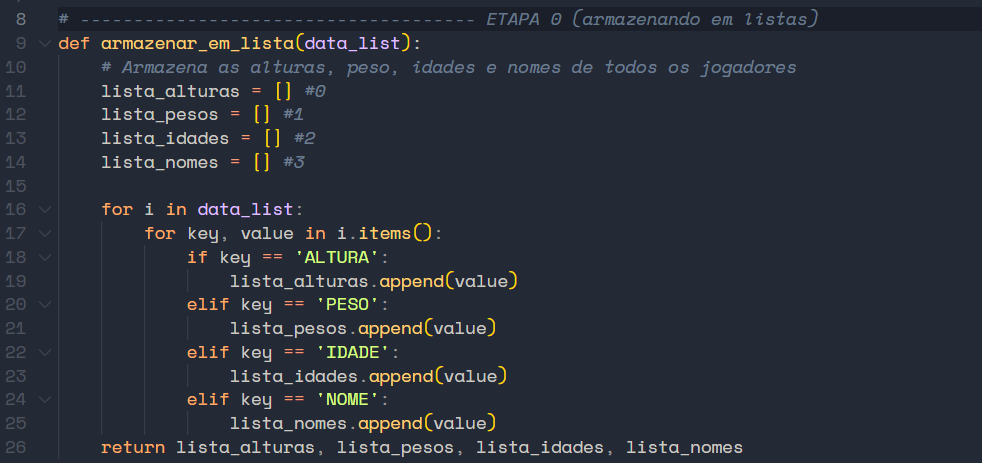 8 # ------------------------------------- ETAPA 0 (armazenando em listas)
9 def armazenar_em_lista(data_list):
10     # Armazena as alturas, peso, idades e nomes de todos os jogadores
11     lista_alturas = [] #0
12     lista_pesos = [] #1
13     lista_idades = [] #2
14     lista_nomes = [] #3
15
16     for i in data_list:
17         for key, value in i.items():
18             if key == 'ALTURA':
19                 lista_alturas.append(value)
20             elif key == 'PESO':
21                 lista_pesos.append(value)
22             elif key == 'IDADE':
23                 lista_idades.append(value)
24             elif key == 'NOME':
25                 lista_nomes.append(value)
26     return lista_alturas, lista_pesos, lista_idades, lista_nomes